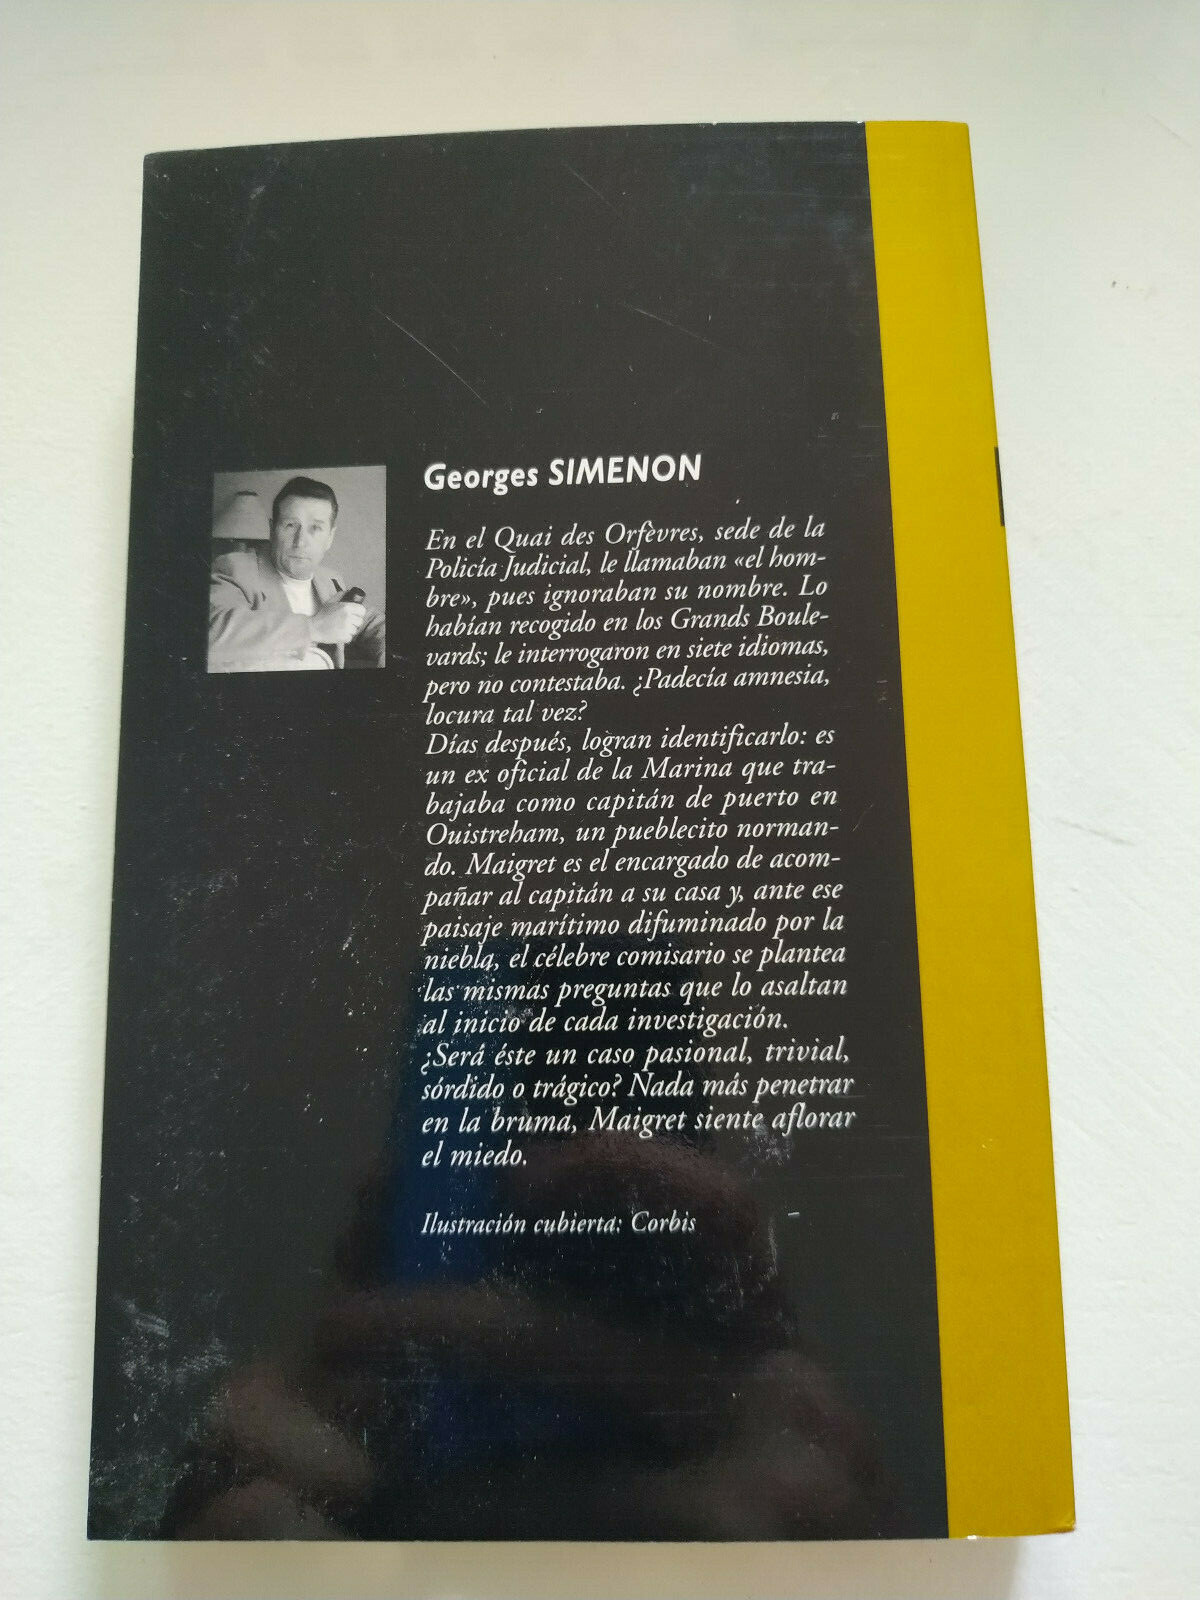 Georges SIMENON
En el Quai des Orfèvres, sede de la
Policía Judicial, le llamaban «el hom-
bre», pues ignoraban su nombre. Lo
habían recogido en los Grands Boule-
vards; le interrogaron en siete idiomas,
pero no contestaba. ¿Padecía amnesia,
locura tal vez?
Días después, logran identificarlo: es
un ex oficial de la Marina que tra-
bajaba como capitán de puerto en
Ouistreham, un pueblecito norman-
do. Maigret es el encargado de acom-
pañar al capitán a su casa y, ante ese
paisaje marítimo difuminado por la
niebla, el célebre comisario se plantea
las mismas preguntas que lo asaltan
al inicio de cada investigación.
¿Será éste un caso pasional, trivial,
sórdido o trágico? Nada más penetrar
en la bruma, Maigret siente aflorar
el miedo.
Ilustración cubierta: Corbis